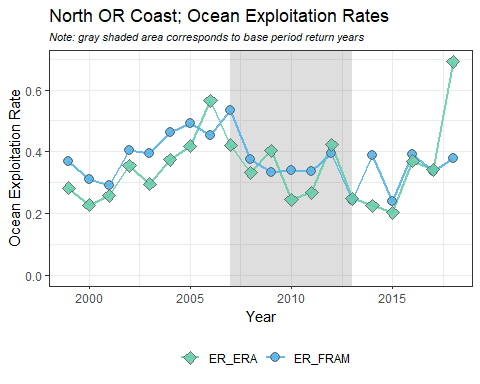 North OR Coast; Ocean Exploitation Rates
Note: gray shaded area corresponds to base period return years
Ocean Exploitation Rate
0.6
0.4
0.2
0.0
2000 2005 2010 2015
Year
ER_ERA ER_FRAM